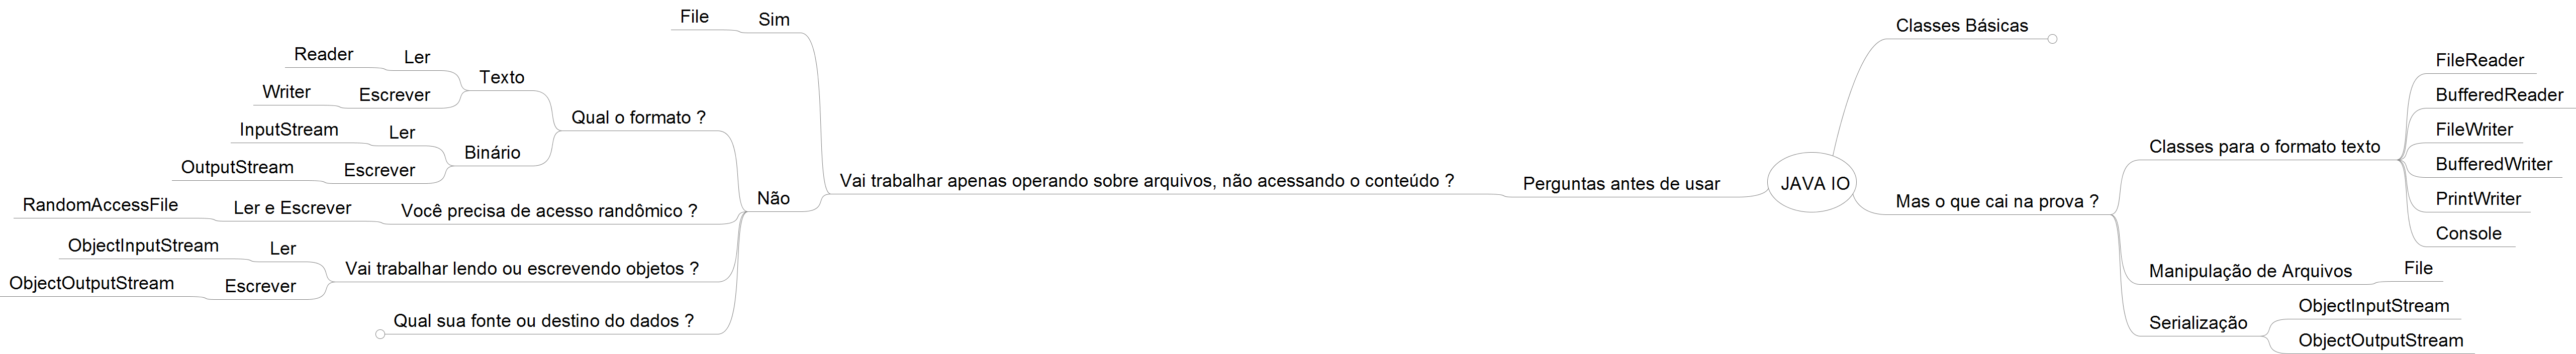 JAVA IO
Classes Básicas
Mas o que cai na prova ?
Classes para o formato texto
FileReader
BufferedReader
FileWriter
BufferedWriter
PrintWriter
Console
Manipulação de Arquivos
File
Serialização
ObjectInputStream
ObjectOutputStream
Perguntas antes de usar
Vai trabalhar apenas operando sobre arquivos, não acessando o conteúdo ?
Sim
File
Não
Qual o formato ?
Texto
Ler
Reader
Escrever
Writer
Binário
Ler
InputStream
Escrever
OutputStream
Você precisa de acesso randômico ?
Ler e Escrever
RandomAccessFile
Vai trabalhar lendo ou escrevendo objetos ?
Ler
ObjectInputStream
Escrever
ObjectOutputStream
Qual sua fonte ou destino do dados ?